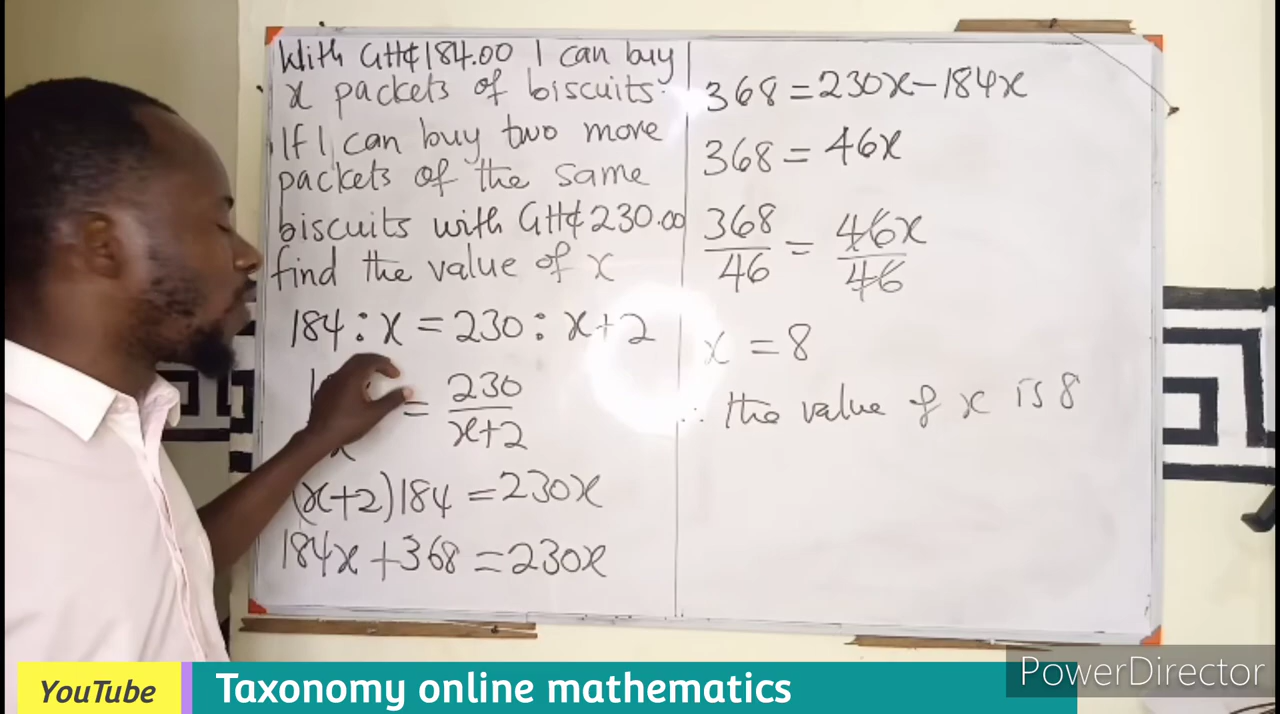 With GH¢184.00 I can buy
x packets of biscuits.
If I can buy two more
packets of the same
biscuits with GH¢230.00
find the value of x
184 : x = 230 : x+2
= 230
x+2
(x+2)184 = 230x
184x + 368 = 230x
368 = 230x - 184x
368 = 46x
368 = 46x
46 46
x = 8
∴ the value of x is 8
PowerDirector
YouTube Taxonomy online mathematics